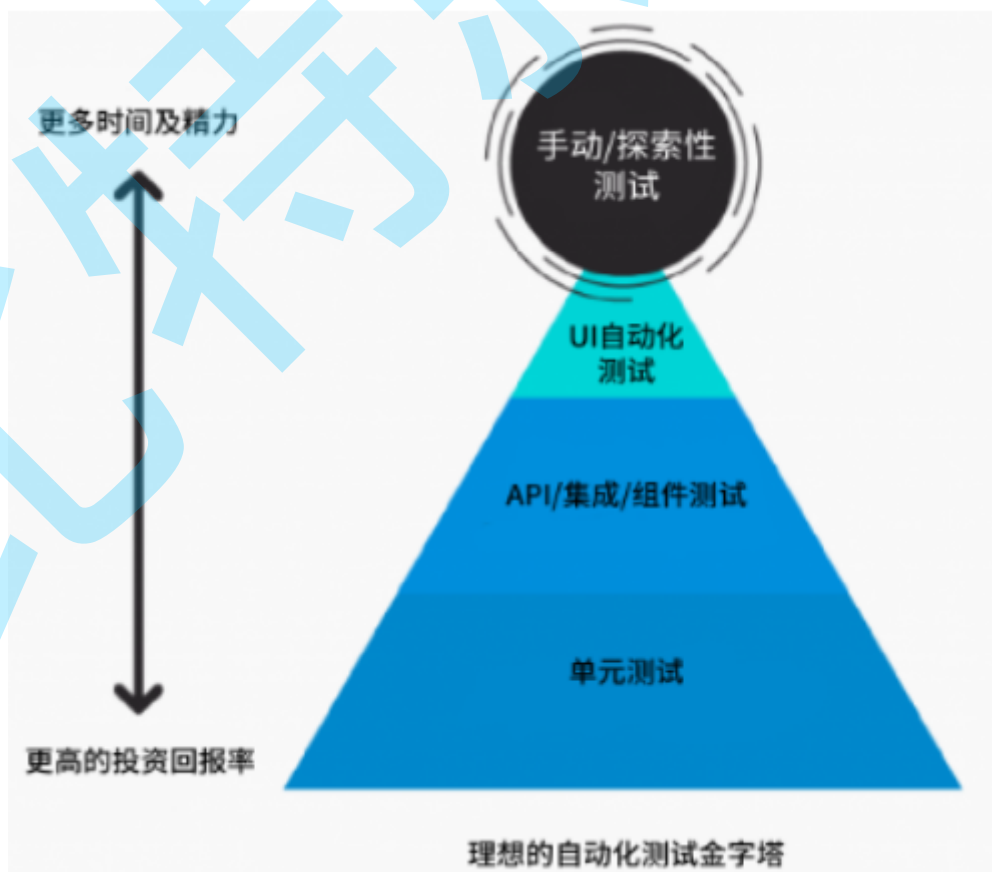 更多时间及精力
手动/探索性
测试
UI自动化
测试
API/集成/组件测试
单元测试
更高的投资回报率
理想的自动化测试金字塔